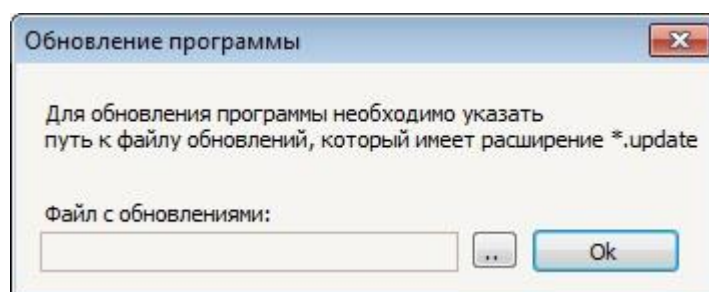 Обновление программы
Для обновления программы необходимо указать
путь к файлу обновлений, который имеет расширение *.update
Файл с обновлениями:
.. Ok